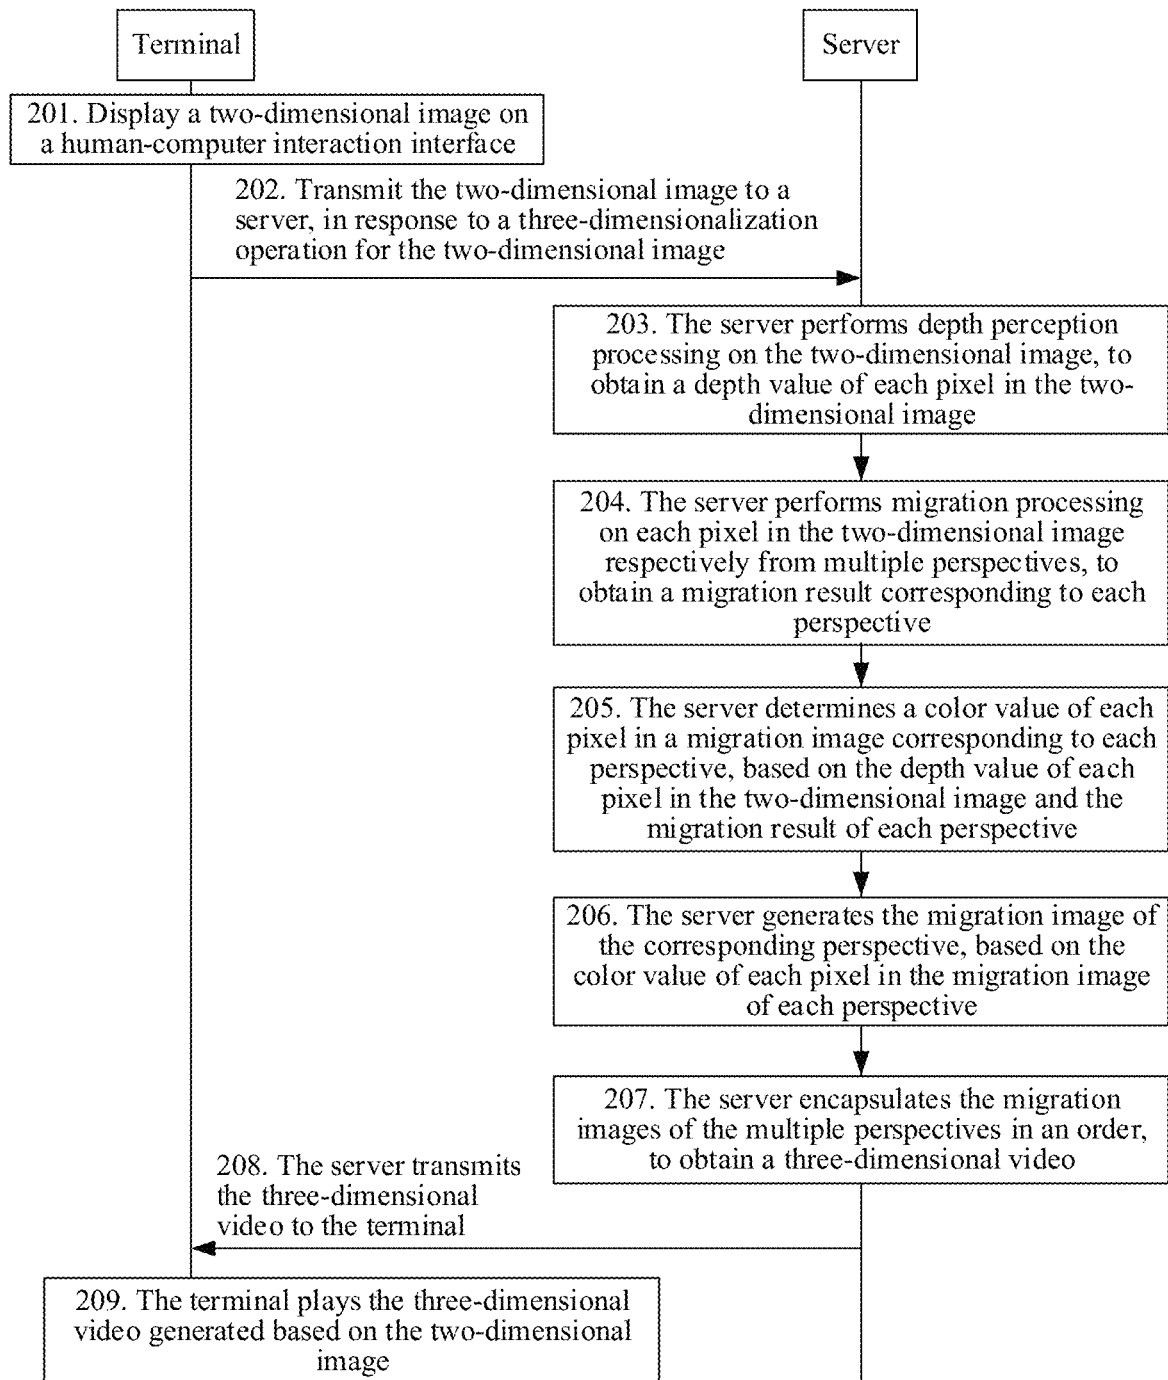 Terminal
Server
201. Display a two-dimensional image on
a human-computer interaction interface
202. Transmit the two-dimensional image to a
server, in response to a three-dimensionalization
operation for the two-dimensional image
203. The server performs depth perception
processing on the two-dimensional image, to
obtain a depth value of each pixel in the two-
dimensional image
204. The server performs migration processing
on each pixel in the two-dimensional image
respectively from multiple perspectives, to
obtain a migration result corresponding to each
perspective
205. The server determines a color value of each
pixel in a migration image corresponding to each
perspective, based on the depth value of each
pixel in the two-dimensional image and the
migration result of each perspective
206. The server generates the migration image of
the corresponding perspective, based on the
color value of each pixel in the migration image
of each perspective
207. The server encapsulates the migration
images of the multiple perspectives in an order,
to obtain a three-dimensional video
208. The server transmits
the three-dimensional
video to the terminal
209. The terminal plays the three-dimensional
video generated based on the two-dimensional
image